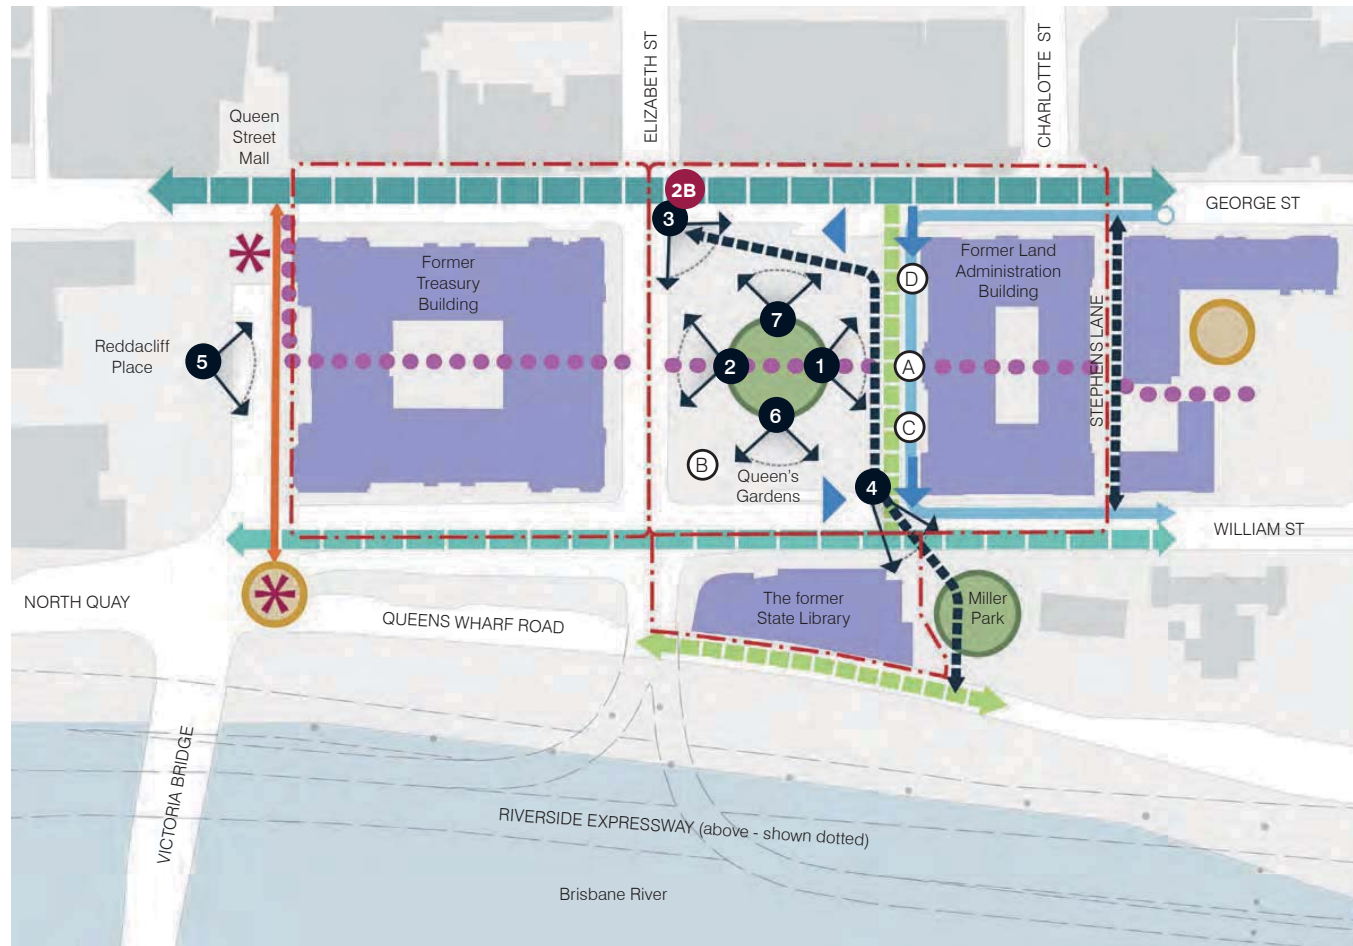 ELIZABETH ST
CHARLOTTE ST
Queen
Street
Mall
2B
3
GEORGE ST
Former
Treasury
Building
Former Land
Administration
Building
D
7
STEPHENS LANE
Reddacliff
Place
5
2
1
A
6
C
B
Queen's
Gardens
4
WILLIAM ST
NORTH QUAY
QUEENS WHARF ROAD
The former
State Library
Miller
Park
VICTORIA BRIDGE
RIVERSIDE EXPRESSWAY (above - shown dotted)
Brisbane River